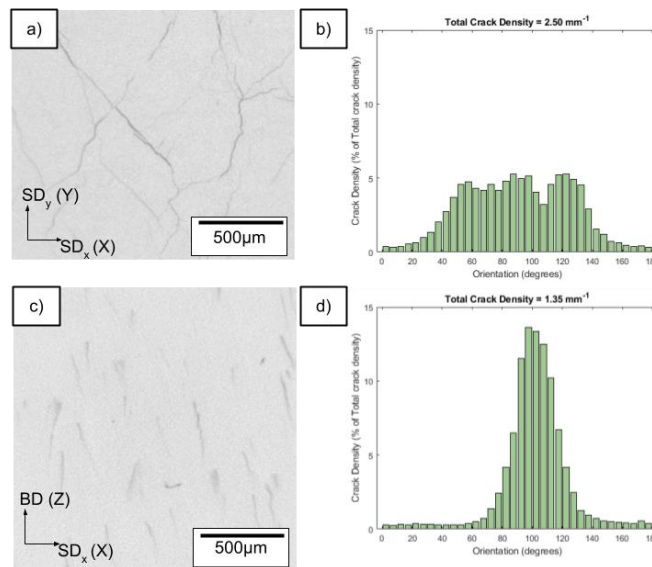 a)
SDy (Y)
SDx (X)
500µm
b)
Total Crack Density = 2.50 mm-1
Crack Density (% of Total crack density)
15
10
5
0
0 20 40 60 80 100 120 140 160 180
Orientation (degrees)
c)
BD (Z)
SDx (X)
500µm
d)
Total Crack Density = 1.35 mm-1
Crack Density (% of Total crack density)
15
10
5
0
0 20 40 60 80 100 120 140 160 180
Orientation (degrees)